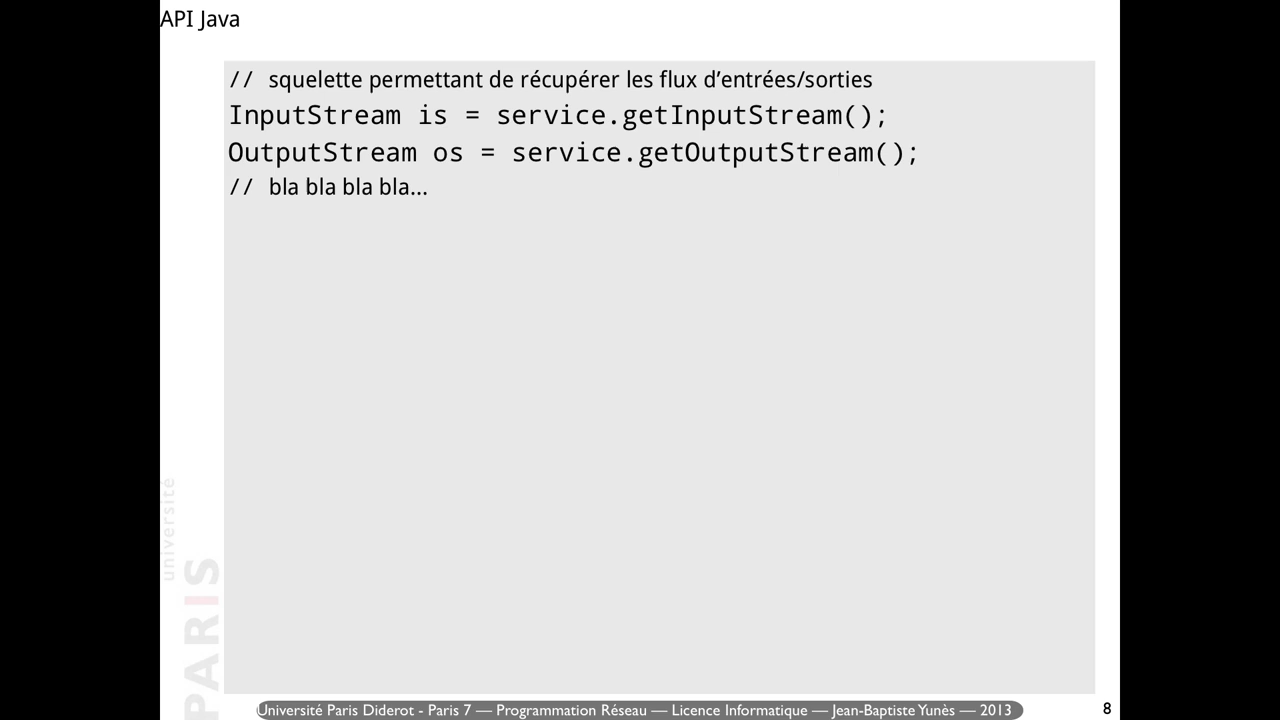 API Java
// squelette permettant de récupérer les flux d’entrées/sorties
InputStream is = service.getInputStream();
OutputStream os = service.getOutputStream();
// bla bla bla bla...
université
PARIS
Université Paris Diderot - Paris 7 — Programmation Réseau — Licence Informatique — Jean-Baptiste Yunès — 2013
8